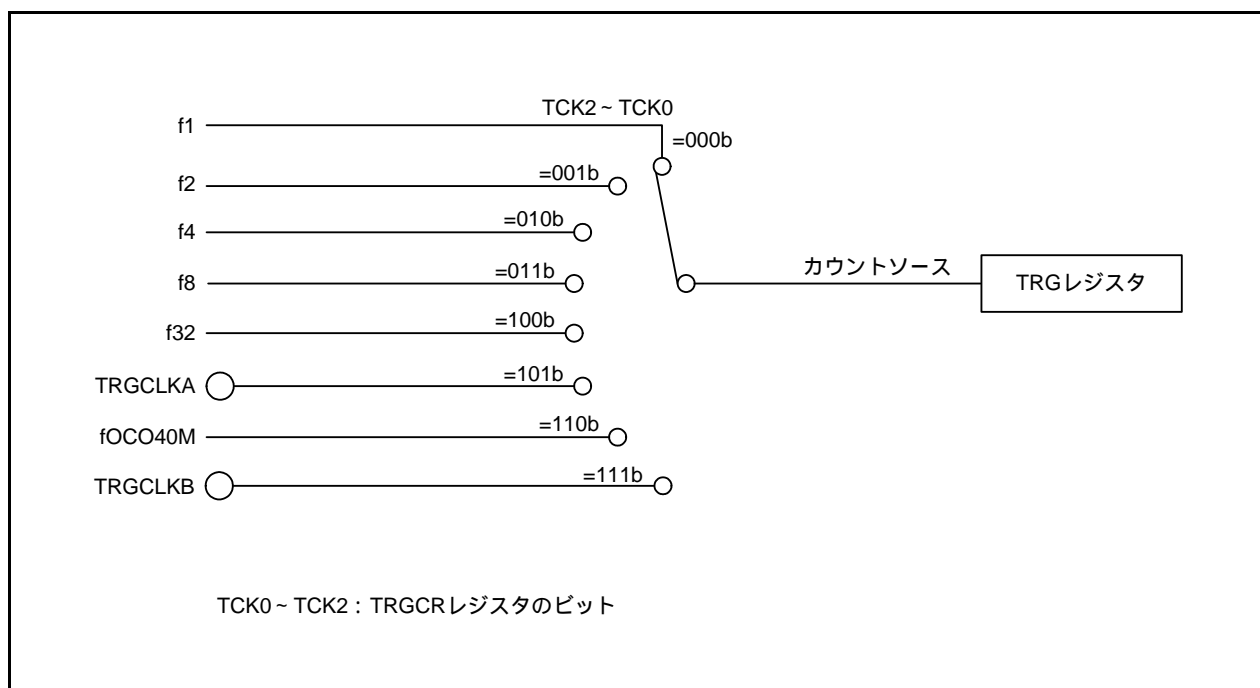 TCK2 ~ TCK0
f1
=000b
f2
=001b
f4
=010b
f8
=011b
カウントソース
TRGレジスタ
f32
=100b
TRGCLKA
=101b
fOCO40M
=110b
TRGCLKB
=111b
TCK0 ~ TCK2 : TRGCRレジスタのビット